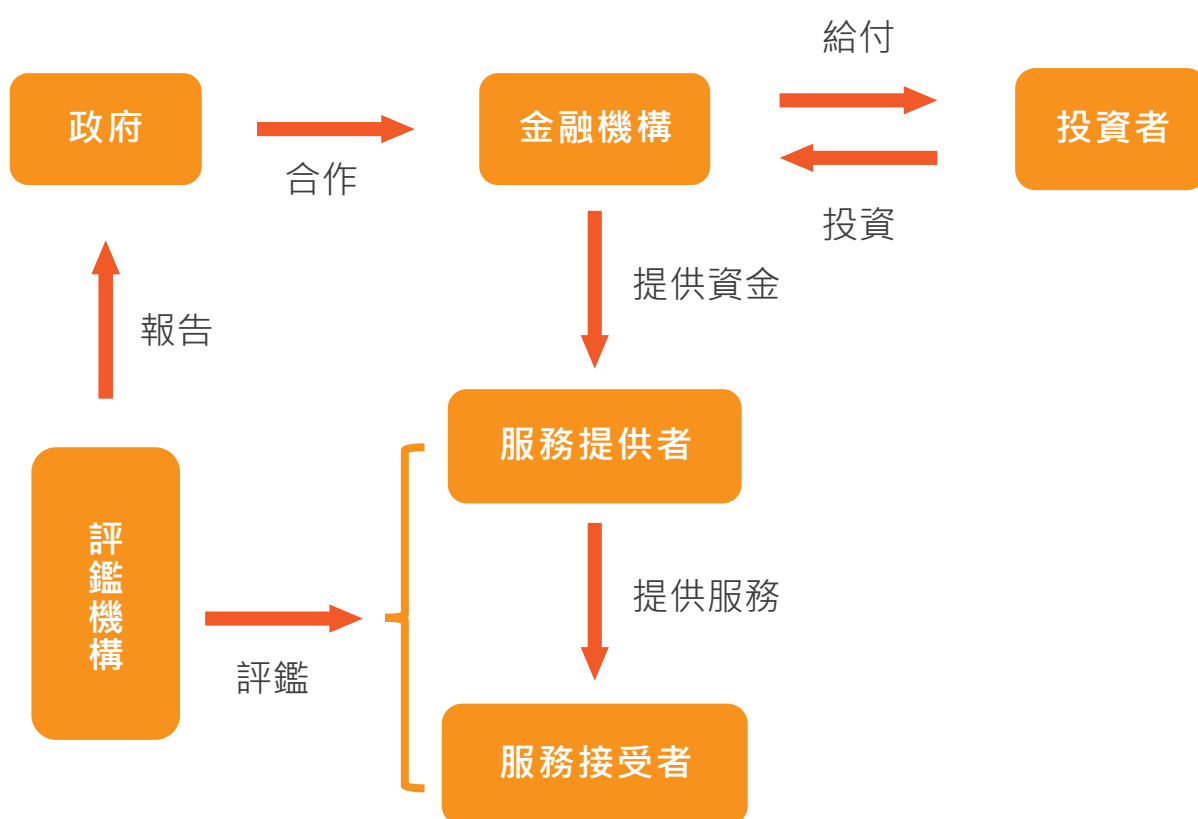 給付
政府
金融機構
投資者
合作
投資
提供資金
報告
服務提供者
評鑑機構
提供服務
評鑑
服務接受者